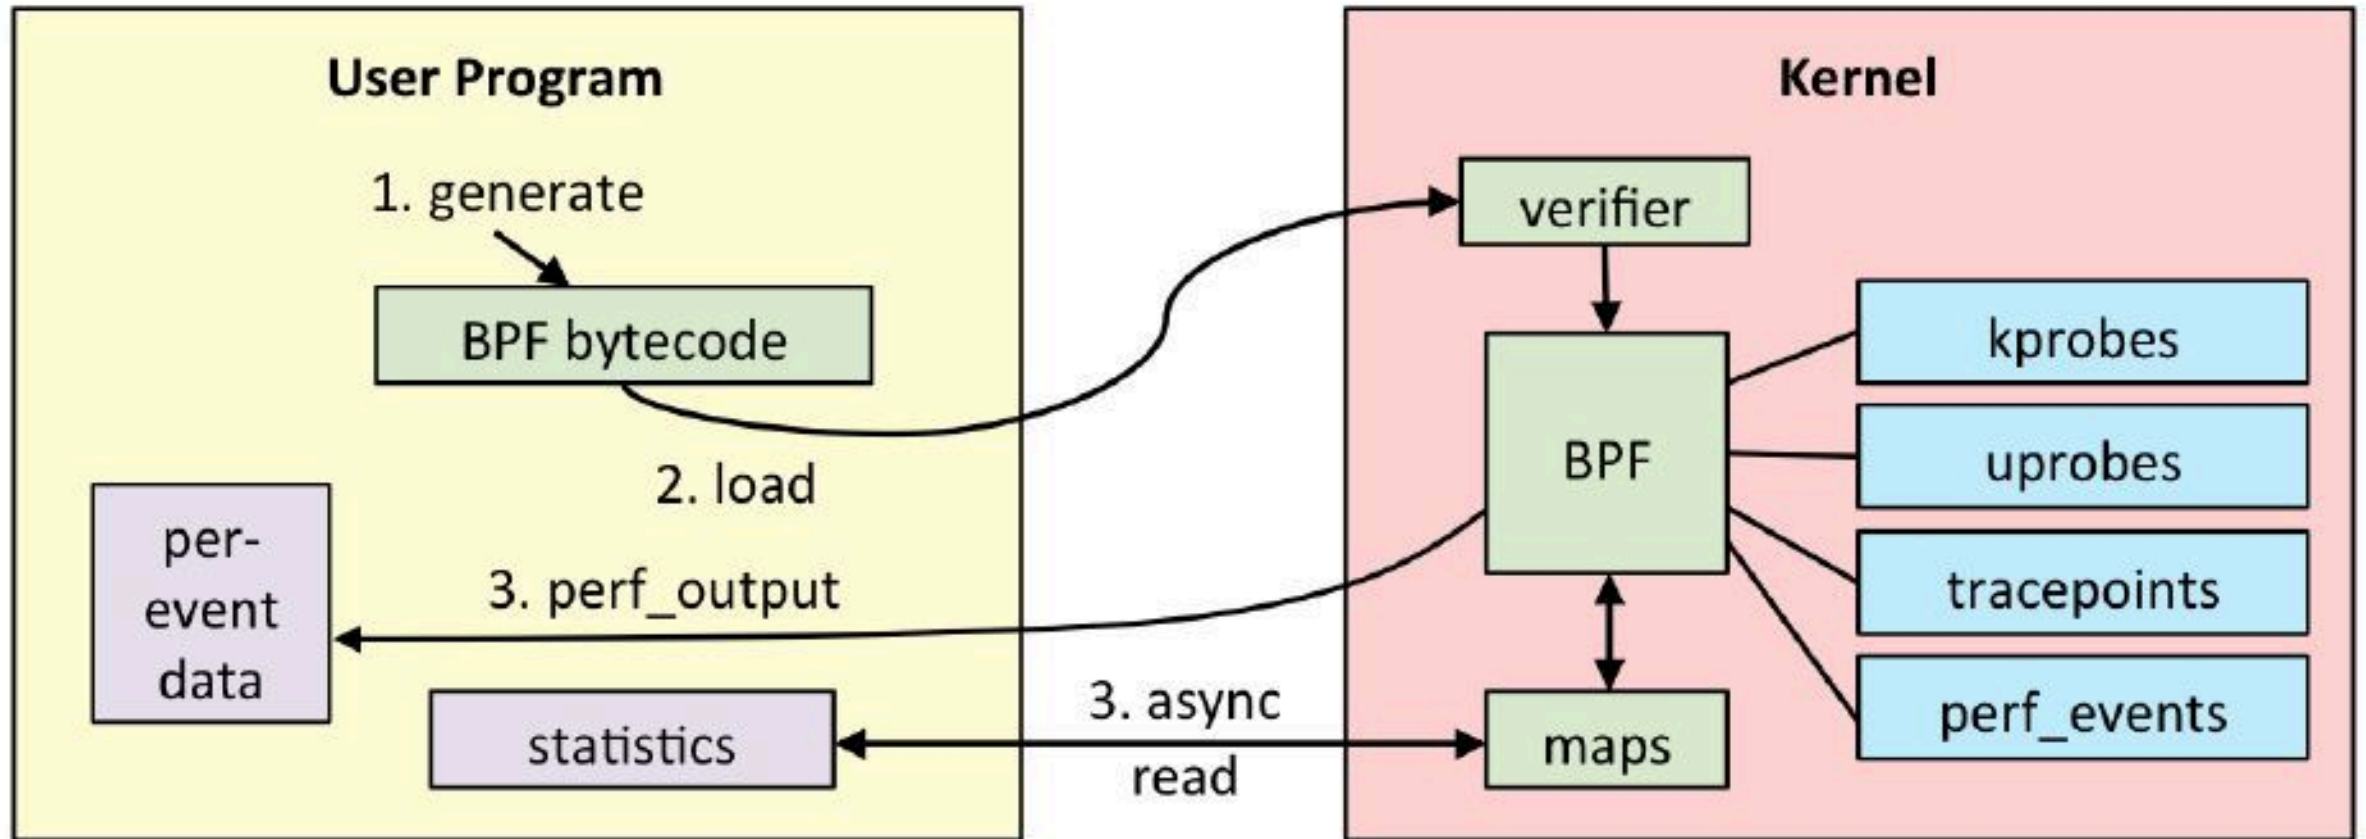 User Program
1. generate
BPF bytecode
2. load
per-
event
data
3. perf_output
statistics
3. async
read
Kernel
verifier
BPF
maps
kprobes
uprobes
tracepoints
perf_events